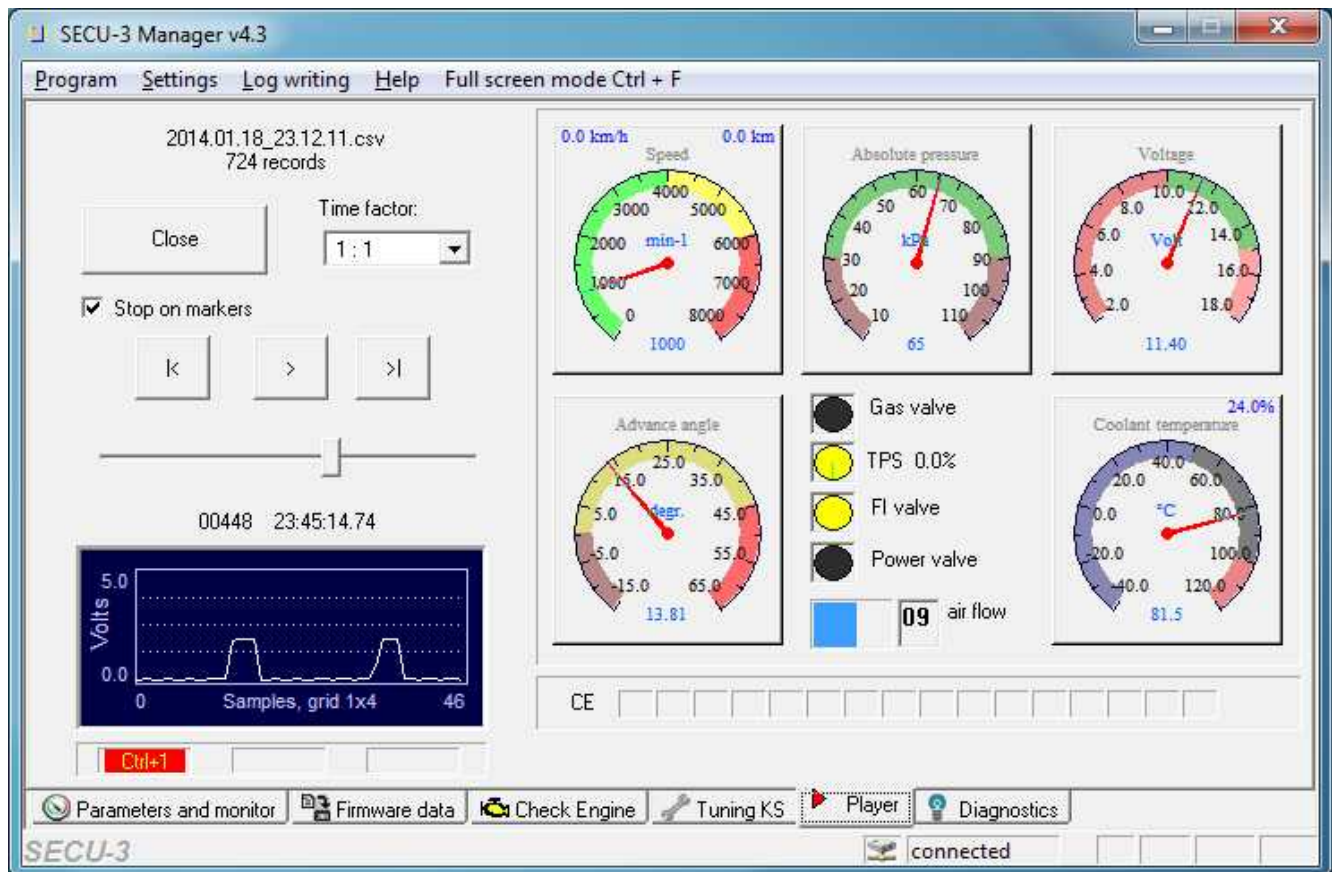 SECU-3 Manager v4.3
Program Settings Log writing Help Full screen mode Ctrl + F
2014.01.18_23.12.11.csv
724 records
Close
Time factor:
1 : 1
Stop on markers
|< > >|
00448 23:45:14.74
5.0
Volts
0.0
0 Samples, grid 1x4 46
Ctrl+1
0.0 km/h 0.0 km
Speed
4000
3000 5000
2000 min-1 6000
1000 7000
0 8000
1000
Absolute pressure
60
50 70
40 80
kPa
30 90
20 100
10 110
65
Voltage
10.0
8.0 12.0
6.0 Volt 14.0
4.0 16.0
2.0 18.0
11.40
Advance angle
25.0
15.0 35.0
5.0 degr. 45.0
-5.0 55.0
-15.0 65.0
13.81
Gas valve
TPS 0.0%
FI valve
Power valve
09 air flow
24.0%
Coolant temperature
40.0
20.0 60.0
0.0 °C 80.0
-20.0 100.0
-40.0 120.0
81.5
CE
Parameters and monitor Firmware data Check Engine Tuning KS Player Diagnostics
SECU-3 connected